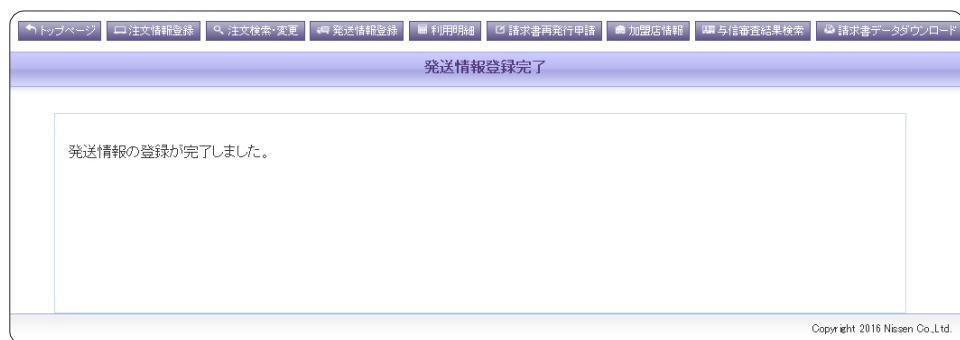 トップページ 注文情報登録 注文検索・変更 発送情報登録 利用明細 請求書再発行申請 加盟店情報 与信審査結果検索 請求書データダウンロード
発送情報登録完了
発送情報の登録が完了しました。
Copyright 2016 Nissen Co.,Ltd.